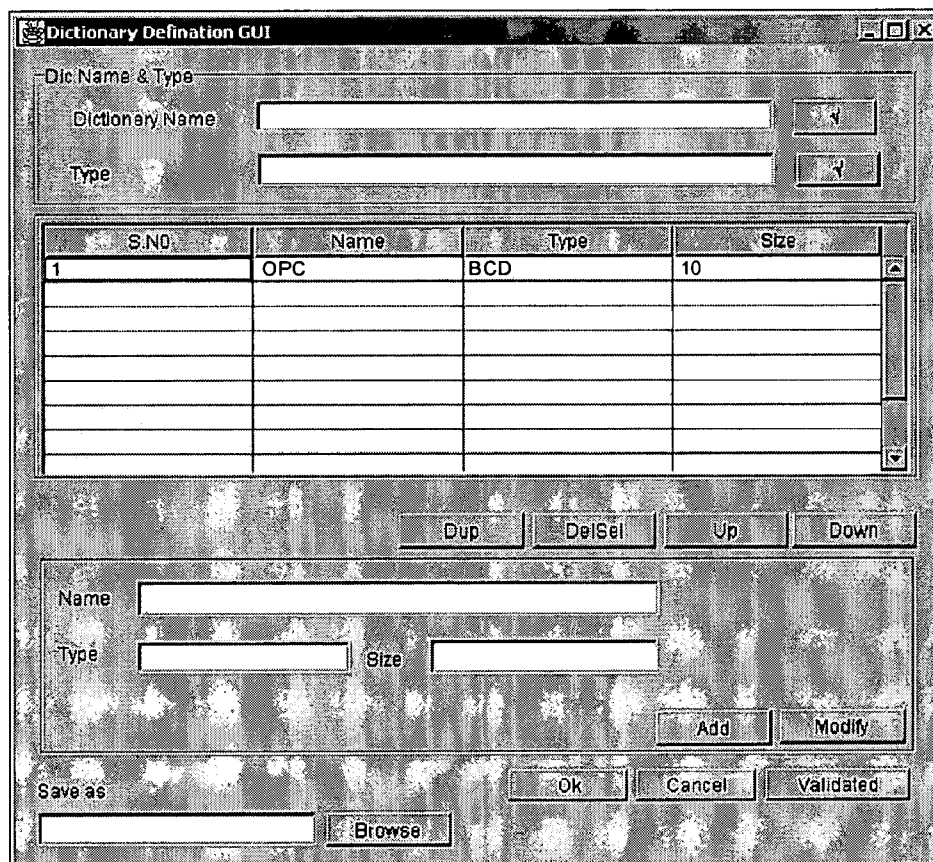 Dictionary Defination GUI
Dic Name & Type
Dictionary Name
Type
S.N0 Name Type Size
1 OPC BCD 10
Dup DelSel Up Down
Name
Type Size
Add Modify
Save as
Ok Cancel Validated
Browse